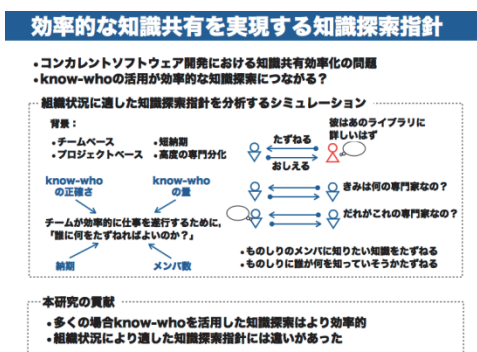 効率的な知識共有を実現する知識探索指針
・コンカレントソフトウェア開発における知識共有効率化の問題
・know-whoの活用が効率的な知識探索につながる？
組織状況に適した知識探索指針を分析するシミュレーション
背景：
・チームベース
・短納期
・プロジェクトベース
・高度の専門分化
know-who
の正確さ
know-who
の量
チームが効率的に仕事を遂行するために,
「誰に何をたずねればよいのか？」
納期
メンバ数
たずねる
おしえる
彼はあのライブラリに
詳しいはず
きみは何の専門家なの？
だれがこれの専門家なの？
・ものしりのメンバに知りたい知識をたずねる
・ものしりに誰が何を知っていそうかたずねる
本研究の貢献
・多くの場合know-whoを活用した知識探索はより効率的
・組織状況により適した知識探索指針には違いがあった